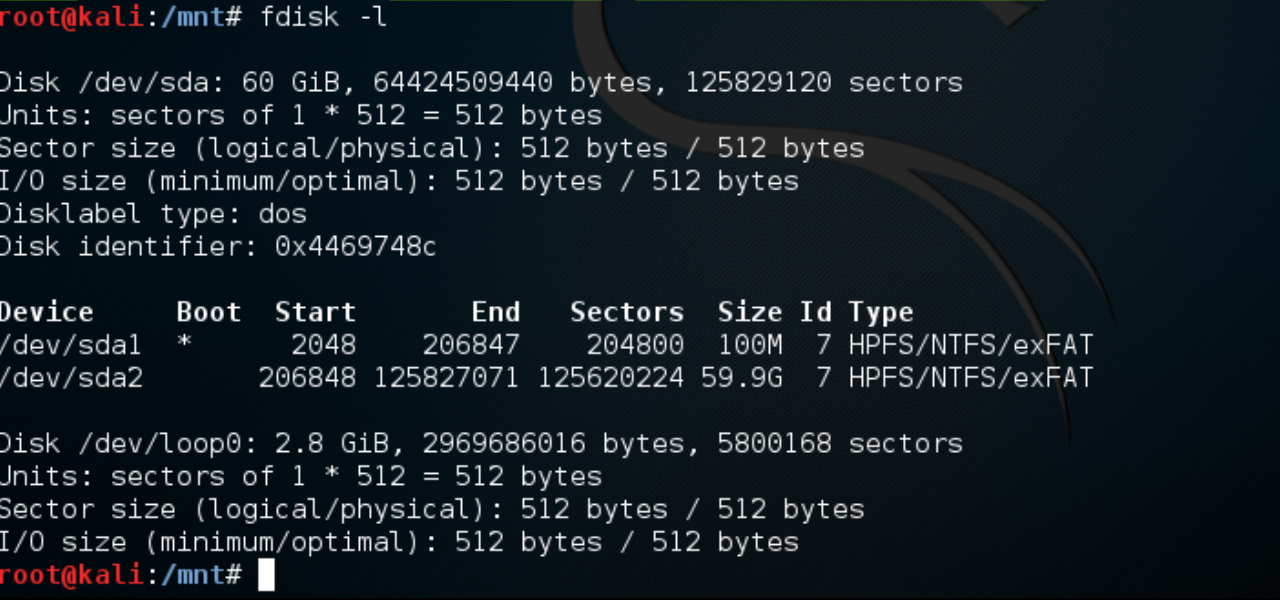 root@kali:/mnt# fdisk -l
Disk /dev/sda: 60 GiB, 64424509440 bytes, 125829120 sectors
Units: sectors of 1 * 512 = 512 bytes
Sector size (logical/physical): 512 bytes / 512 bytes
I/O size (minimum/optimal): 512 bytes / 512 bytes
Disklabel type: dos
Disk identifier: 0x4469748c
Device Boot Start End Sectors Size Id Type
/dev/sda1 * 2048 206847 204800 100M 7 HPFS/NTFS/exFAT
/dev/sda2 206848 125827071 125620224 59.9G 7 HPFS/NTFS/exFAT
Disk /dev/loop0: 2.8 GiB, 2969686016 bytes, 5800168 sectors
Units: sectors of 1 * 512 = 512 bytes
Sector size (logical/physical): 512 bytes / 512 bytes
I/O size (minimum/optimal): 512 bytes / 512 bytes
root@kali:/mnt#